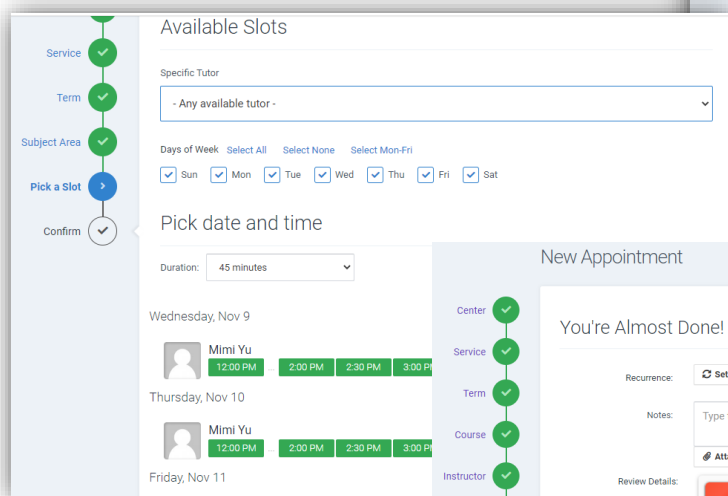 Available Slots
Service
Specific Tutor
Term
- Any available tutor -
Subject Area
Days of Week Select All Select None Select Mon-Fri
Sun Mon Tue Wed Thu Fri Sat
Pick a Slot
Confirm
Pick date and time
Duration: 45 minutes
Wednesday, Nov 9
Mimi Yu
12:00 PM ... 2:00 PM 2:30 PM 3:00 P
Thursday, Nov 10
Mimi Yu
12:00 PM ... 2:00 PM 2:30 PM 3:00 P
Friday, Nov 11
New Appointment
Center
You're Almost Done!
Service
Recurrence: Set
Term
Notes: Type
Course
Atta
Instructor
Review Details: